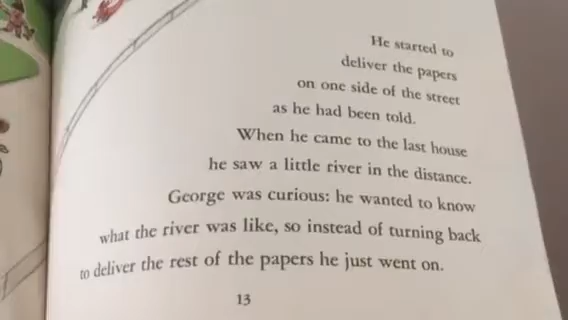 He started to
deliver the papers
on one side of the street
as he had been told.
When he came to the last house
he saw a little river in the distance.
George was curious: he wanted to know
what the river was like, so instead of turning back
to deliver the rest of the papers he just went on.
13